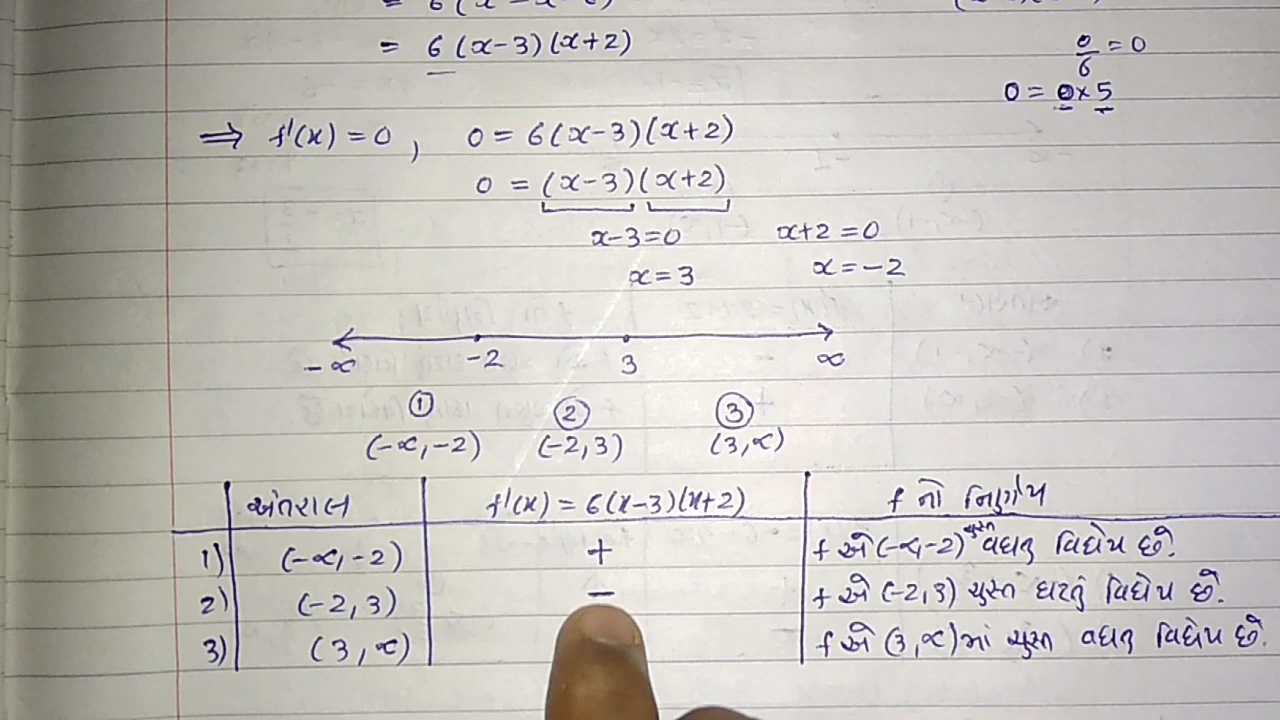 = 6(x-3)(x+2)
0/6 = 0
0 = 0×5
⇒ f'(x)=0, 0=6(x-3)(x+2)
0 = (x-3)(x+2)
x-3=0 x+2=0
x=3 x=-2
-∞ -2 3 ∞
① ② ③
(-∞,-2) (-2,3) (3,∞)
અંતરાલ f'(x) = 6(x-3)(x+2) f નો નિર્ણય
1) (-∞,-2) + f એ (-∞,-2) ચુસ્ત વધતુ વિધેય છે.
2) (-2,3) - f એ (-2,3) ચુસ્ત ઘટતું વિધેય છે.
3) (3,∞) f એ (3,∞)માં ચુસ્ત વધતુ વિધેય છે.